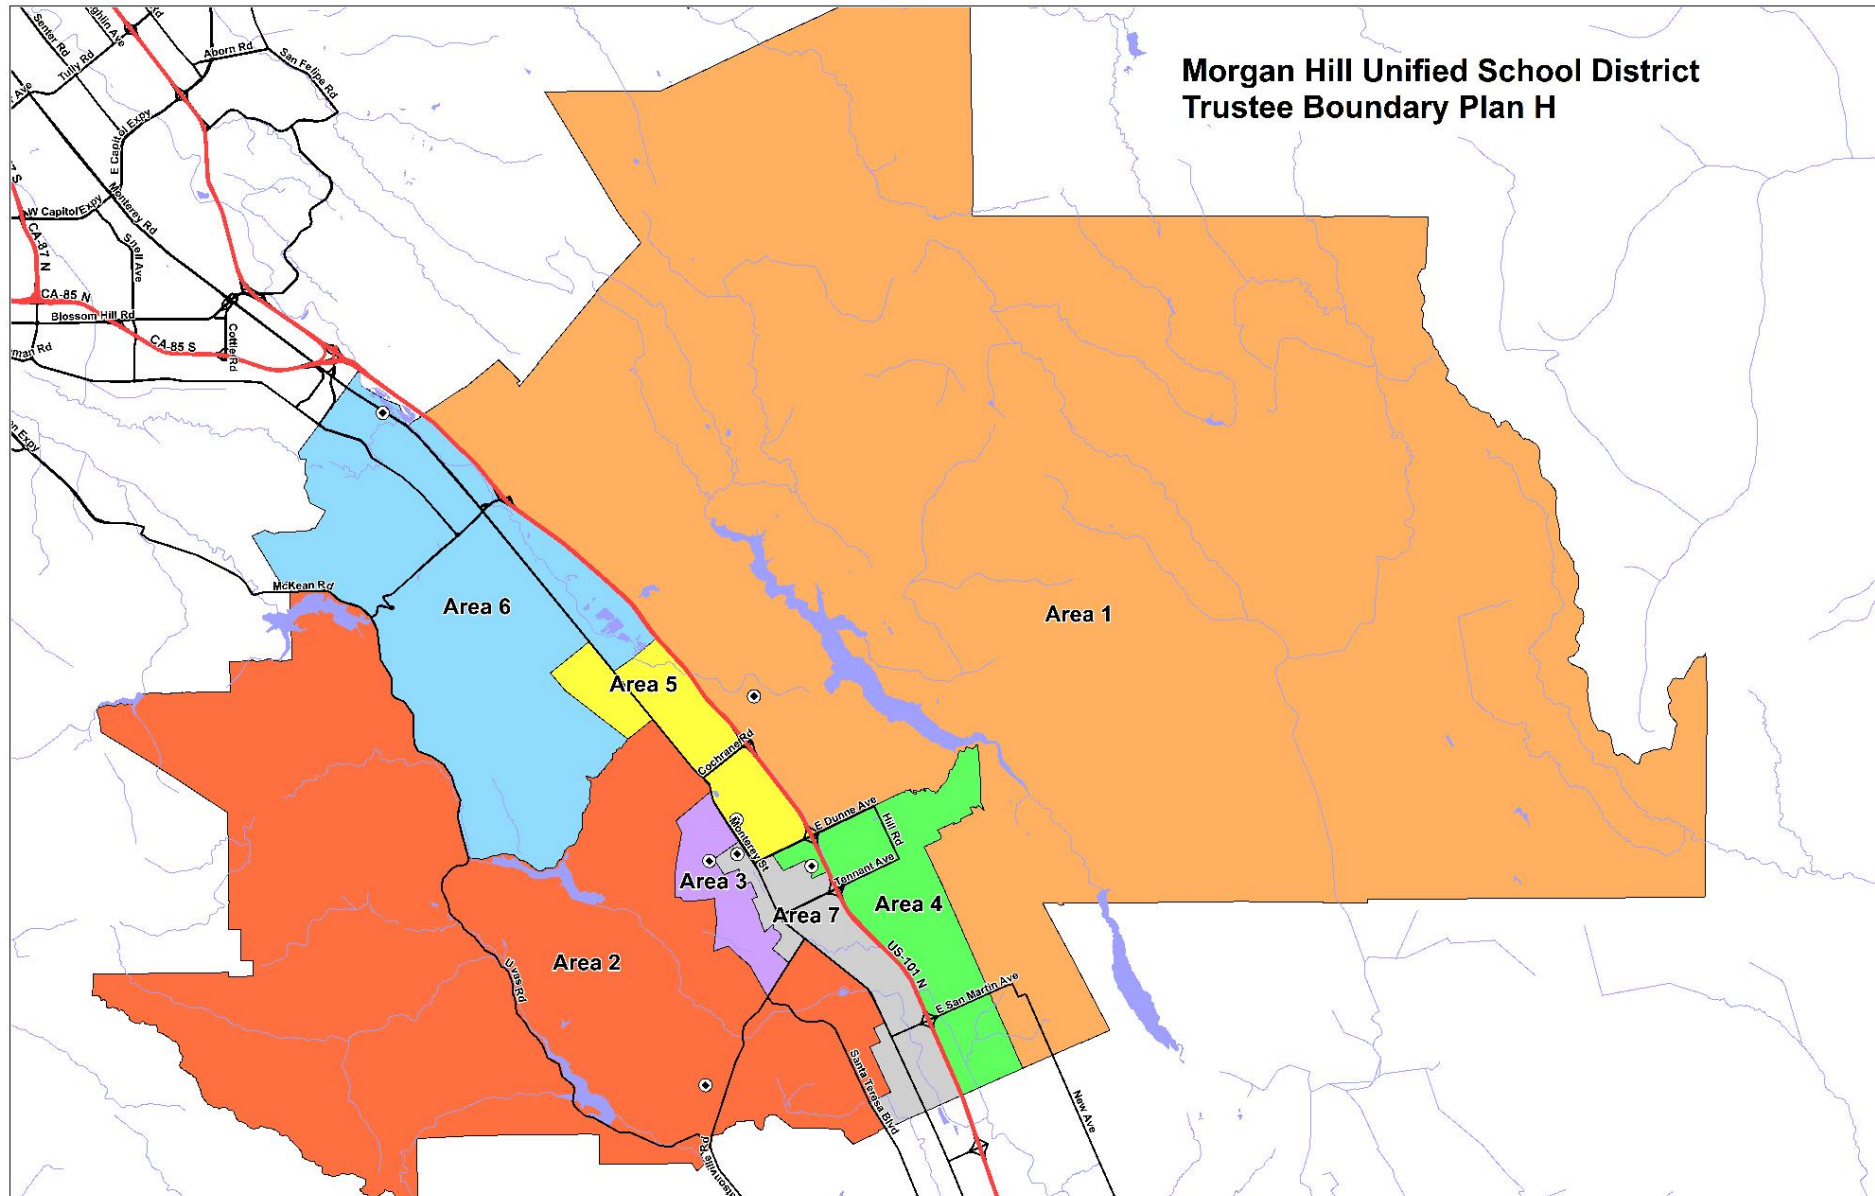 Morgan Hill Unified School District
Trustee Boundary Plan H
Senter Rd
Tully Rd
Aborn Rd
San Felipe Rd
Rd
Ave
E Capitol Expy
Monterey Rd
W Capitol Expy
Snell Ave
CA-87 N
CA-85 N
Blossom Hill Rd
CA-85 S
Cottle Rd
McKean Rd
Area 6
Area 1
Area 5
Cochrane Rd
E Dunne Ave
Hill Rd
Monterey St
Tennant Ave
Area 3
Area 7
Area 4
US-101 N
Area 2
Uvas Rd
E San Martin Ave
Santa Teresa Blvd
New Ave